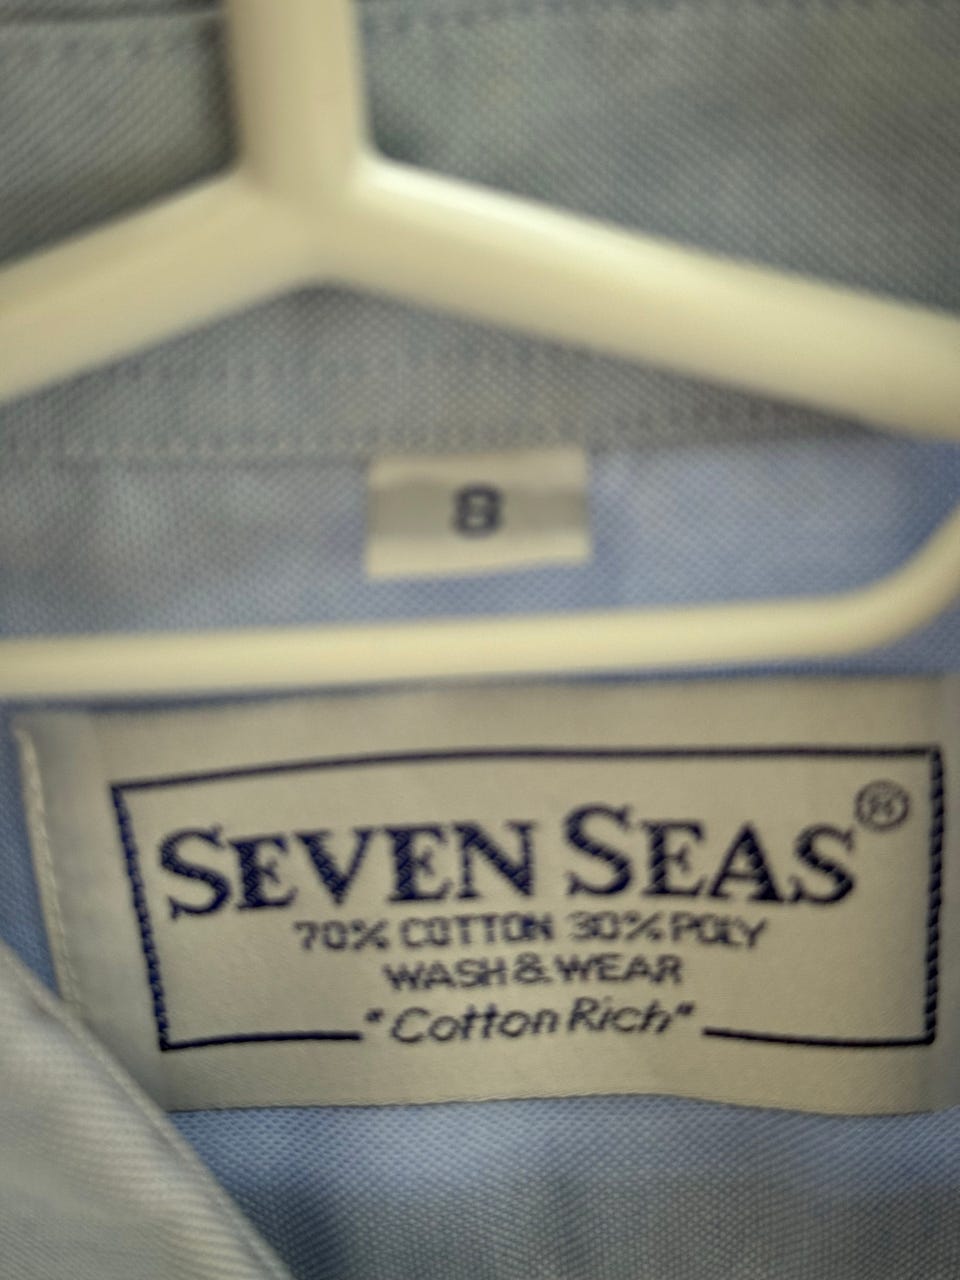 8
SEVEN SEAS®
70% COTTON 30% POLY
WASH & WEAR
"Cotton Rich"